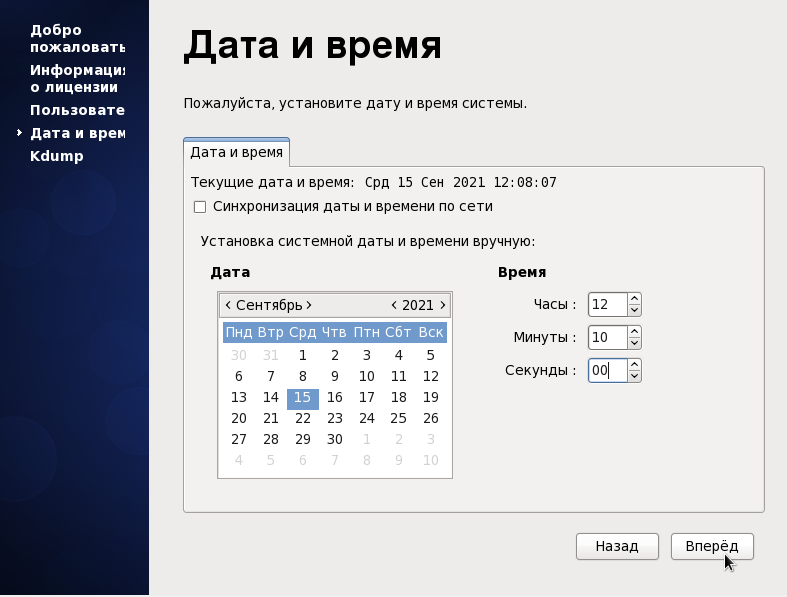 Добро
пожаловать
Информация
о лицензии
Пользовате
Дата и врем
Kdump
Дата и время
Пожалуйста, установите дату и время системы.
Дата и время
Текущие дата и время: Срд 15 Сен 2021 12:08:07
Синхронизация даты и времени по сети
Установка системной даты и времени вручную:
Дата
Время
< Сентябрь > < 2021 >
Пнд Втр Срд Чтв Птн Сбт Вск
30 31 1 2 3 4 5
6 7 8 9 10 11 12
13 14 15 16 17 18 19
20 21 22 23 24 25 26
27 28 29 30 1 2 3
4 5 6 7 8 9 10
Часы : 12
Минуты : 10
Секунды : 00
Назад
Вперёд